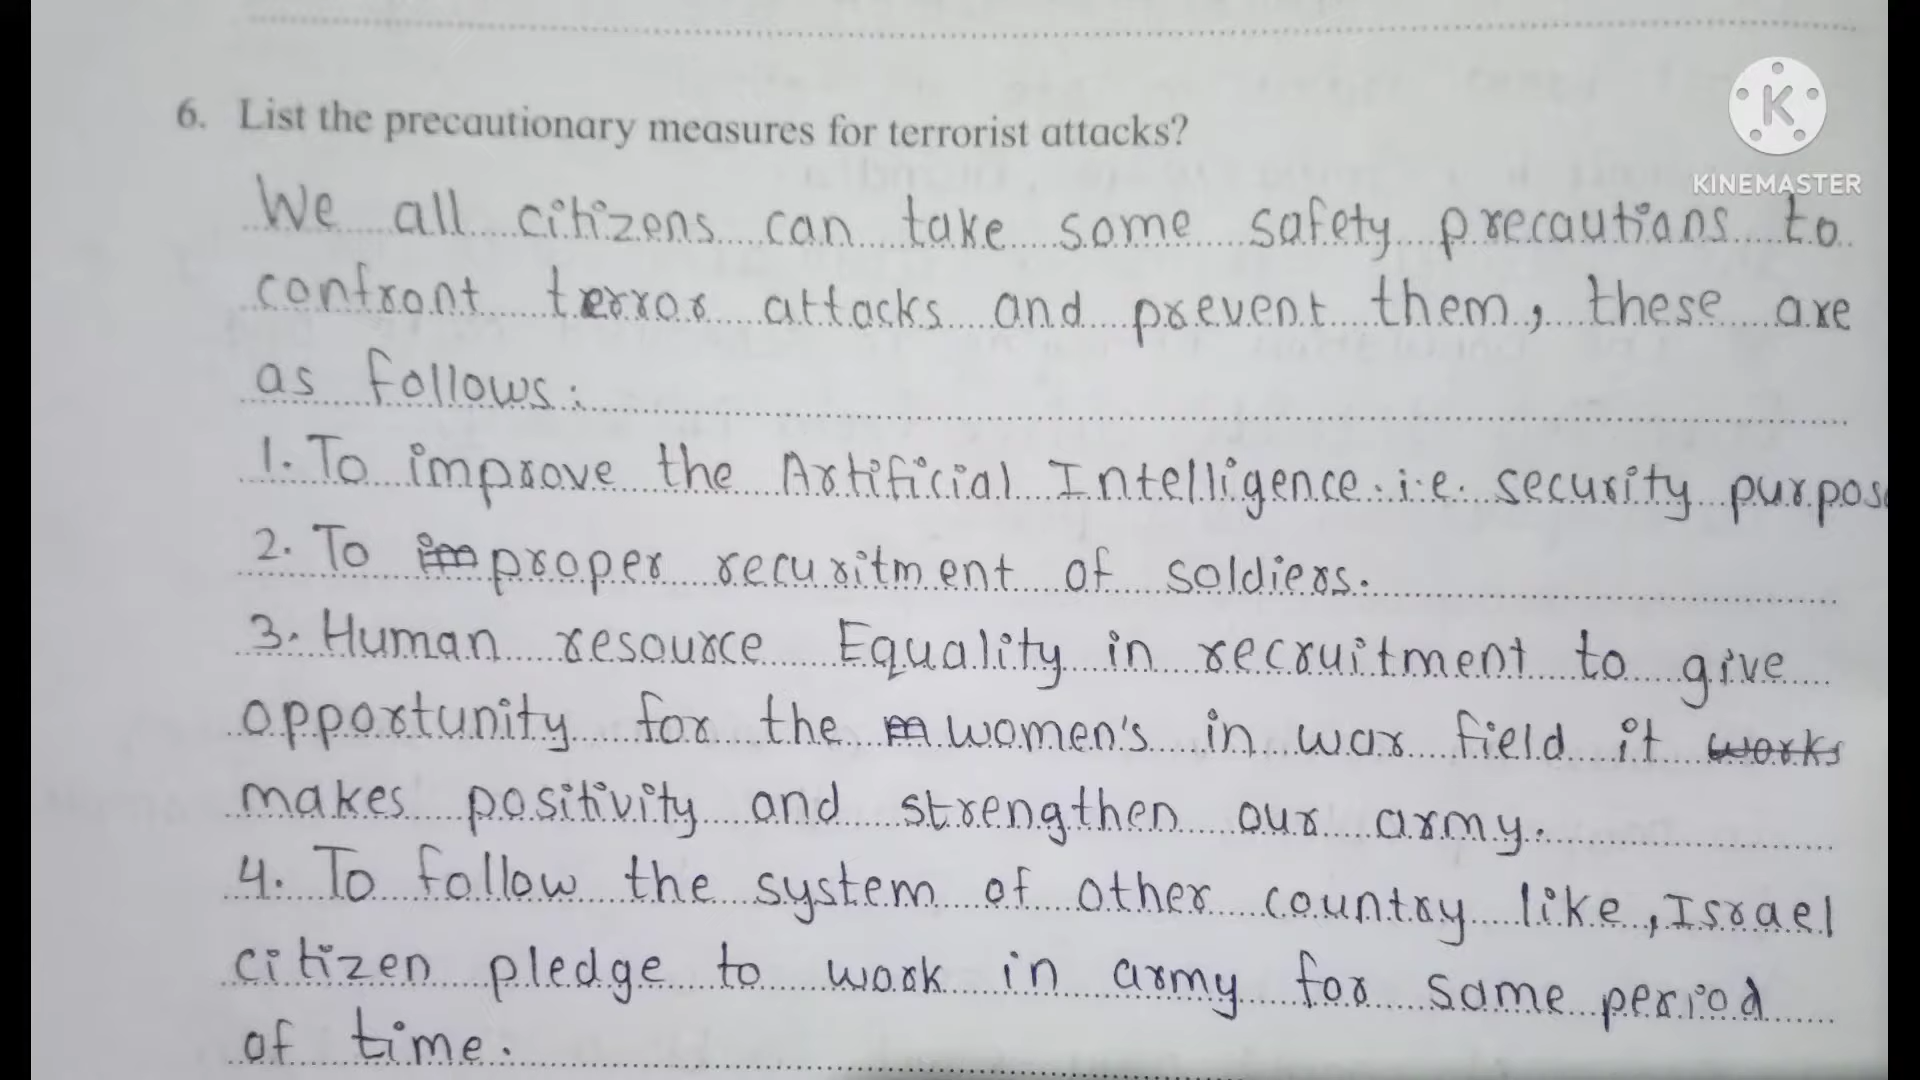 6. List the precautionary measures for terrorist attacks?
KINEMASTER
We all citizens can take some safety precautions to
confront terror attacks and prevent them, these are
as follows:
1. To improve the Artificial Intelligence i.e. security purpose
2. To im proper recuritment of soldiers.
3. Human resource Equality in recruitment to give
opportunity for the m women's in war field it works
makes positivity and strengthen our army.
4. To follow the system of other country like, Israel
citizen pledge to work in army for some period
of time.